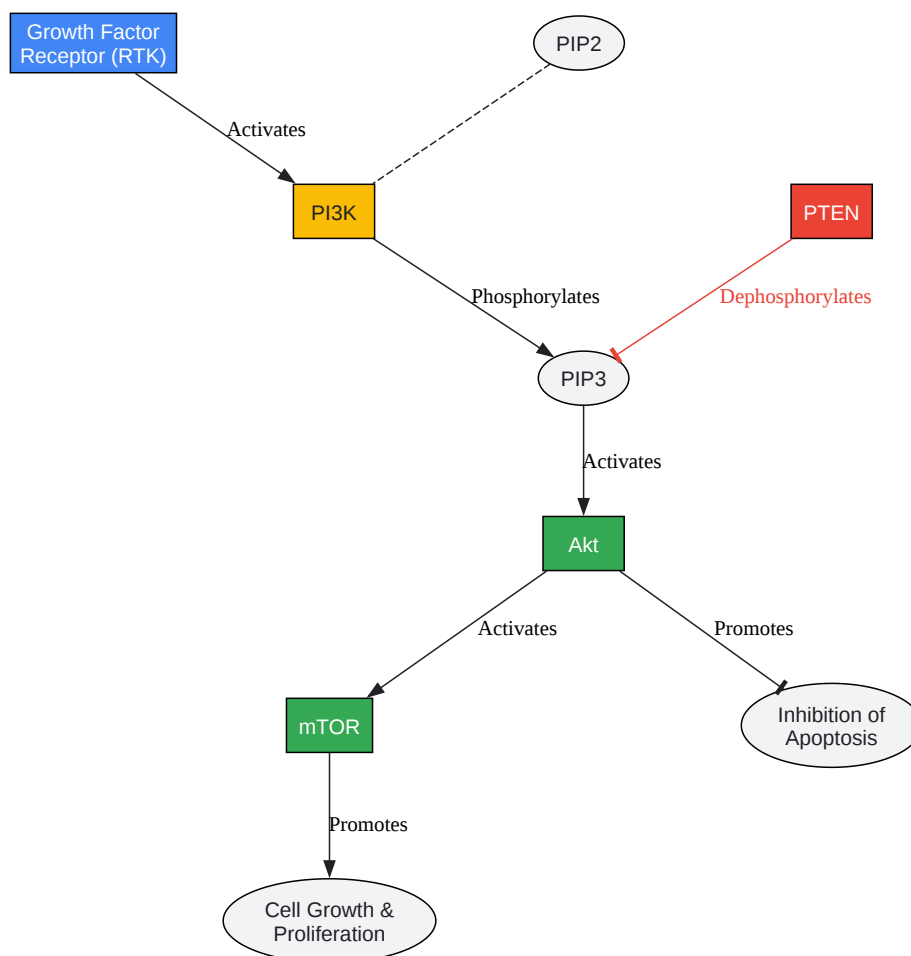 Growth Factor
Receptor (RTK)
PIP2
Activates
PI3K
PTEN
Phosphorylates
Dephosphorylates
PIP3
Activates
Akt
Activates
Promotes
mTOR
Inhibition of
Apoptosis
Promotes
Cell Growth &
Proliferation